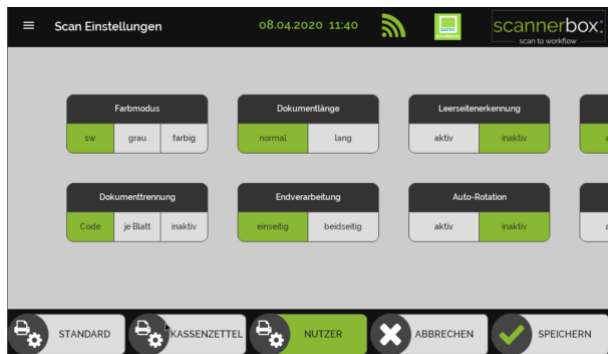 Scan Einstellungen 08.04.2020 11:40 scannerbox:
scan to workflow
Farbmodus Dokumentlänge Leerseitenerkennung
sw grau farbig normal lang aktiv inaktiv
Dokumenttrennung Endverarbeitung Auto-Rotation
Code je Blatt inaktiv einseitig beidseitig aktiv inaktiv
STANDARD KASSENZETTEL NUTZER ABBRECHEN SPEICHERN